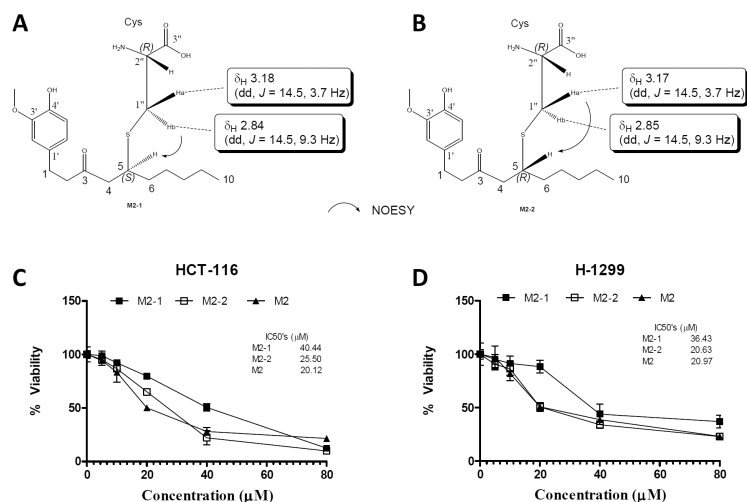 A
Cys
O
3"
H₂N
(R)
OH
2"
H
δH 3.18
(dd, J = 14.5, 3.7 Hz)
Ha
1"
Hb
δH 2.84
(dd, J = 14.5, 9.3 Hz)
OH
O
3'
4'
S
1'
O
5
H
1
3
4
(S)
6
10
M2-1
B
Cys
O
3"
H₂N
(R)
OH
2"
H
δH 3.17
(dd, J = 14.5, 3.7 Hz)
Ha
1"
Hb
δH 2.85
(dd, J = 14.5, 9.3 Hz)
OH
O
3'
4'
S
1'
O
5
H
1
3
4
(R)
6
10
M2-2
NOESY
C
HCT-116
M2-1 M2-2 M2
IC50's (μM)
M2-1 40.44
M2-2 25.50
M2 20.12
% Viability
150
100
50
0
0 20 40 60 80
Concentration (μM)
D
H-1299
M2-1 M2-2 M2
IC50's (μM)
M2-1 36.43
M2-2 20.63
M2 20.97
% Viability
150
100
50
0
0 20 40 60 80
Concentration (μM)